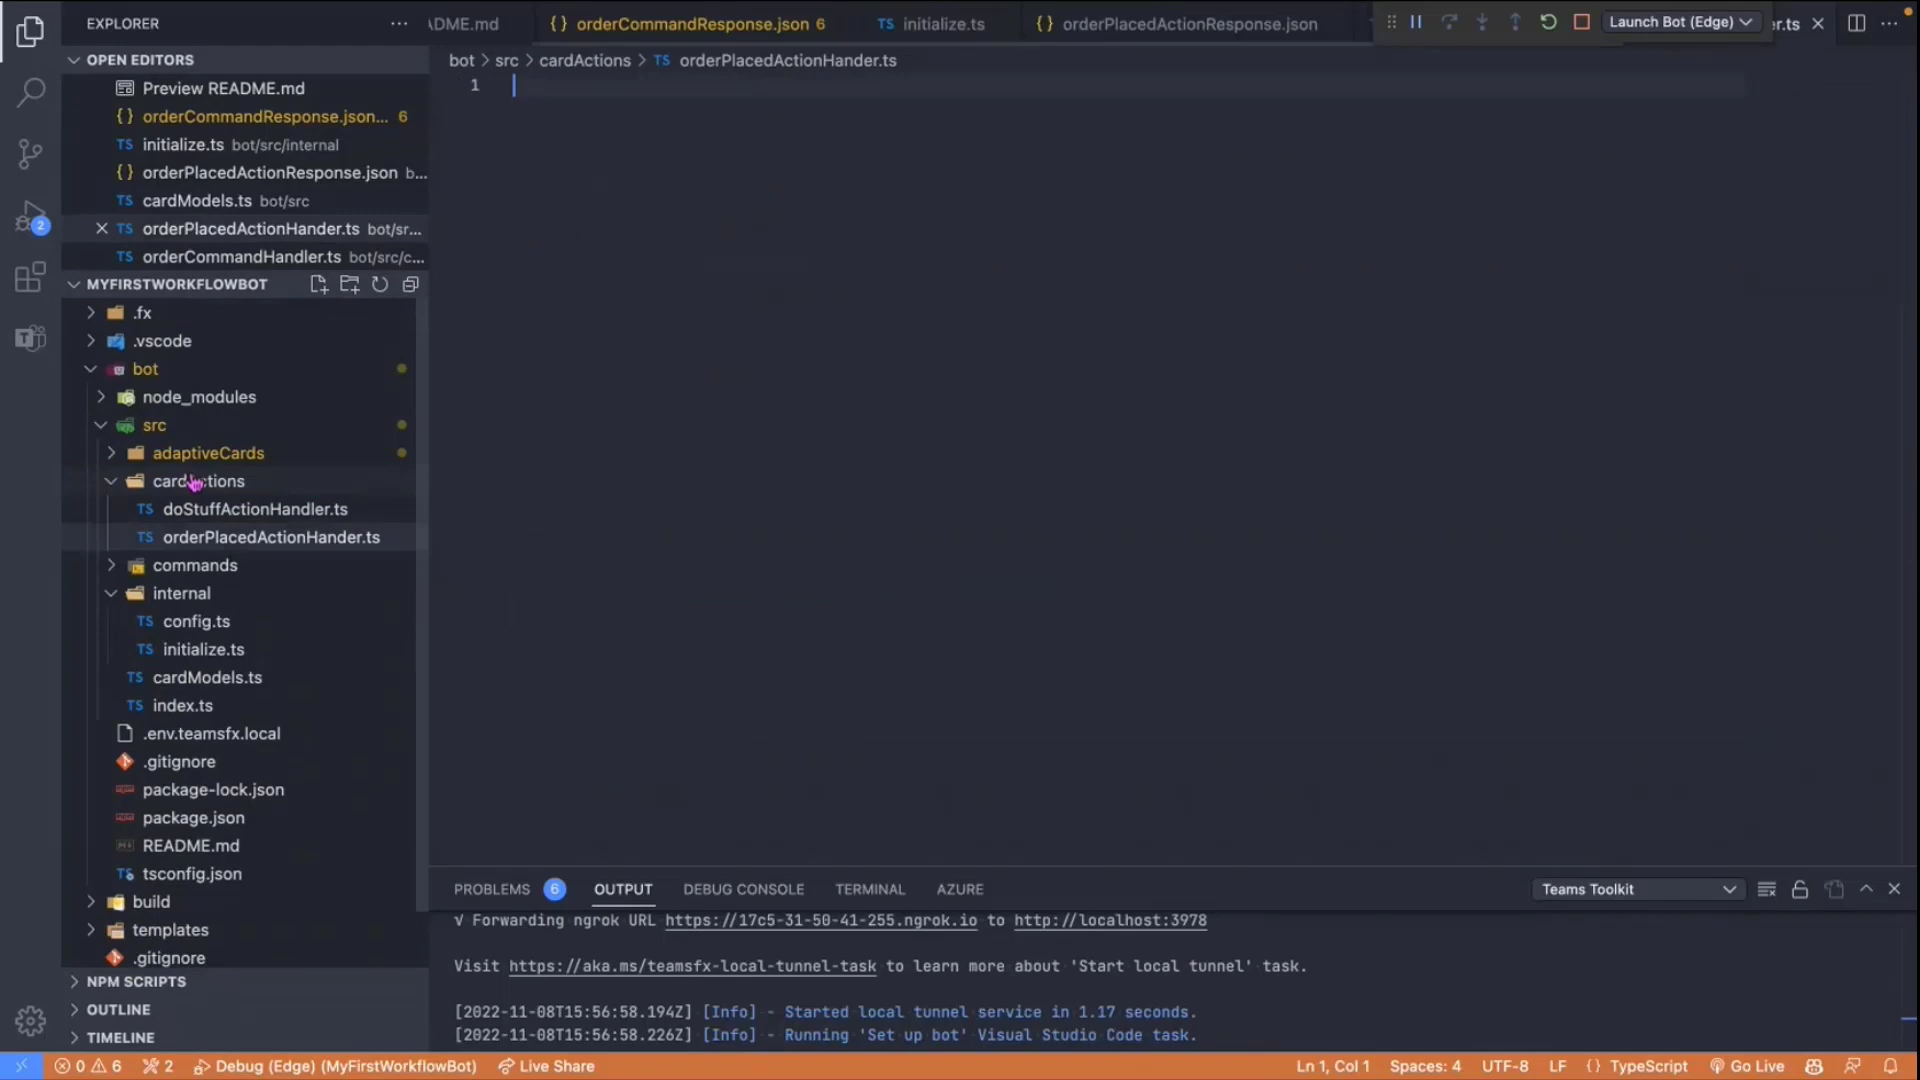 EXPLORER
DME.md
{ } orderCommandResponse.json 6
TS initialize.ts
{ } orderPlacedActionResponse.json
Launch Bot (Edge)
r.ts
OPEN EDITORS
Preview README.md
{ } orderCommandResponse.json... 6
TS initialize.ts bot/src/internal
{ } orderPlacedActionResponse.json b...
TS cardModels.ts bot/src
TS orderPlacedActionHander.ts bot/sr...
TS orderCommandHandler.ts bot/src/c...
bot > src > cardActions > TS orderPlacedActionHander.ts
1
2
MYFIRSTWORKFLOWBOT
.fx
.vscode
bot
node_modules
src
adaptiveCards
cardActions
TS doStuffActionHandler.ts
TS orderPlacedActionHander.ts
commands
internal
TS config.ts
TS initialize.ts
TS cardModels.ts
TS index.ts
.env.teamsfx.local
.gitignore
package-lock.json
package.json
README.md
tsconfig.json
build
templates
.gitignore
NPM SCRIPTS
OUTLINE
TIMELINE
PROBLEMS 6 OUTPUT DEBUG CONSOLE TERMINAL AZURE
Teams Toolkit
√ Forwarding ngrok URL https://17c5-31-50-41-255.ngrok.io to http://localhost:3978
Visit https://aka.ms/teamsfx-local-tunnel-task to learn more about 'Start local tunnel' task.
[2022-11-08T15:56:58.194Z] [Info] - Started local tunnel service in 1.17 seconds.
[2022-11-08T15:56:58.226Z] [Info] - Running 'Set up bot' Visual Studio Code task.
0 6 2 Debug (Edge) (MyFirstWorkflowBot) Live Share
Ln 1, Col 1 Spaces: 4 UTF-8 LF { } TypeScript Go Live